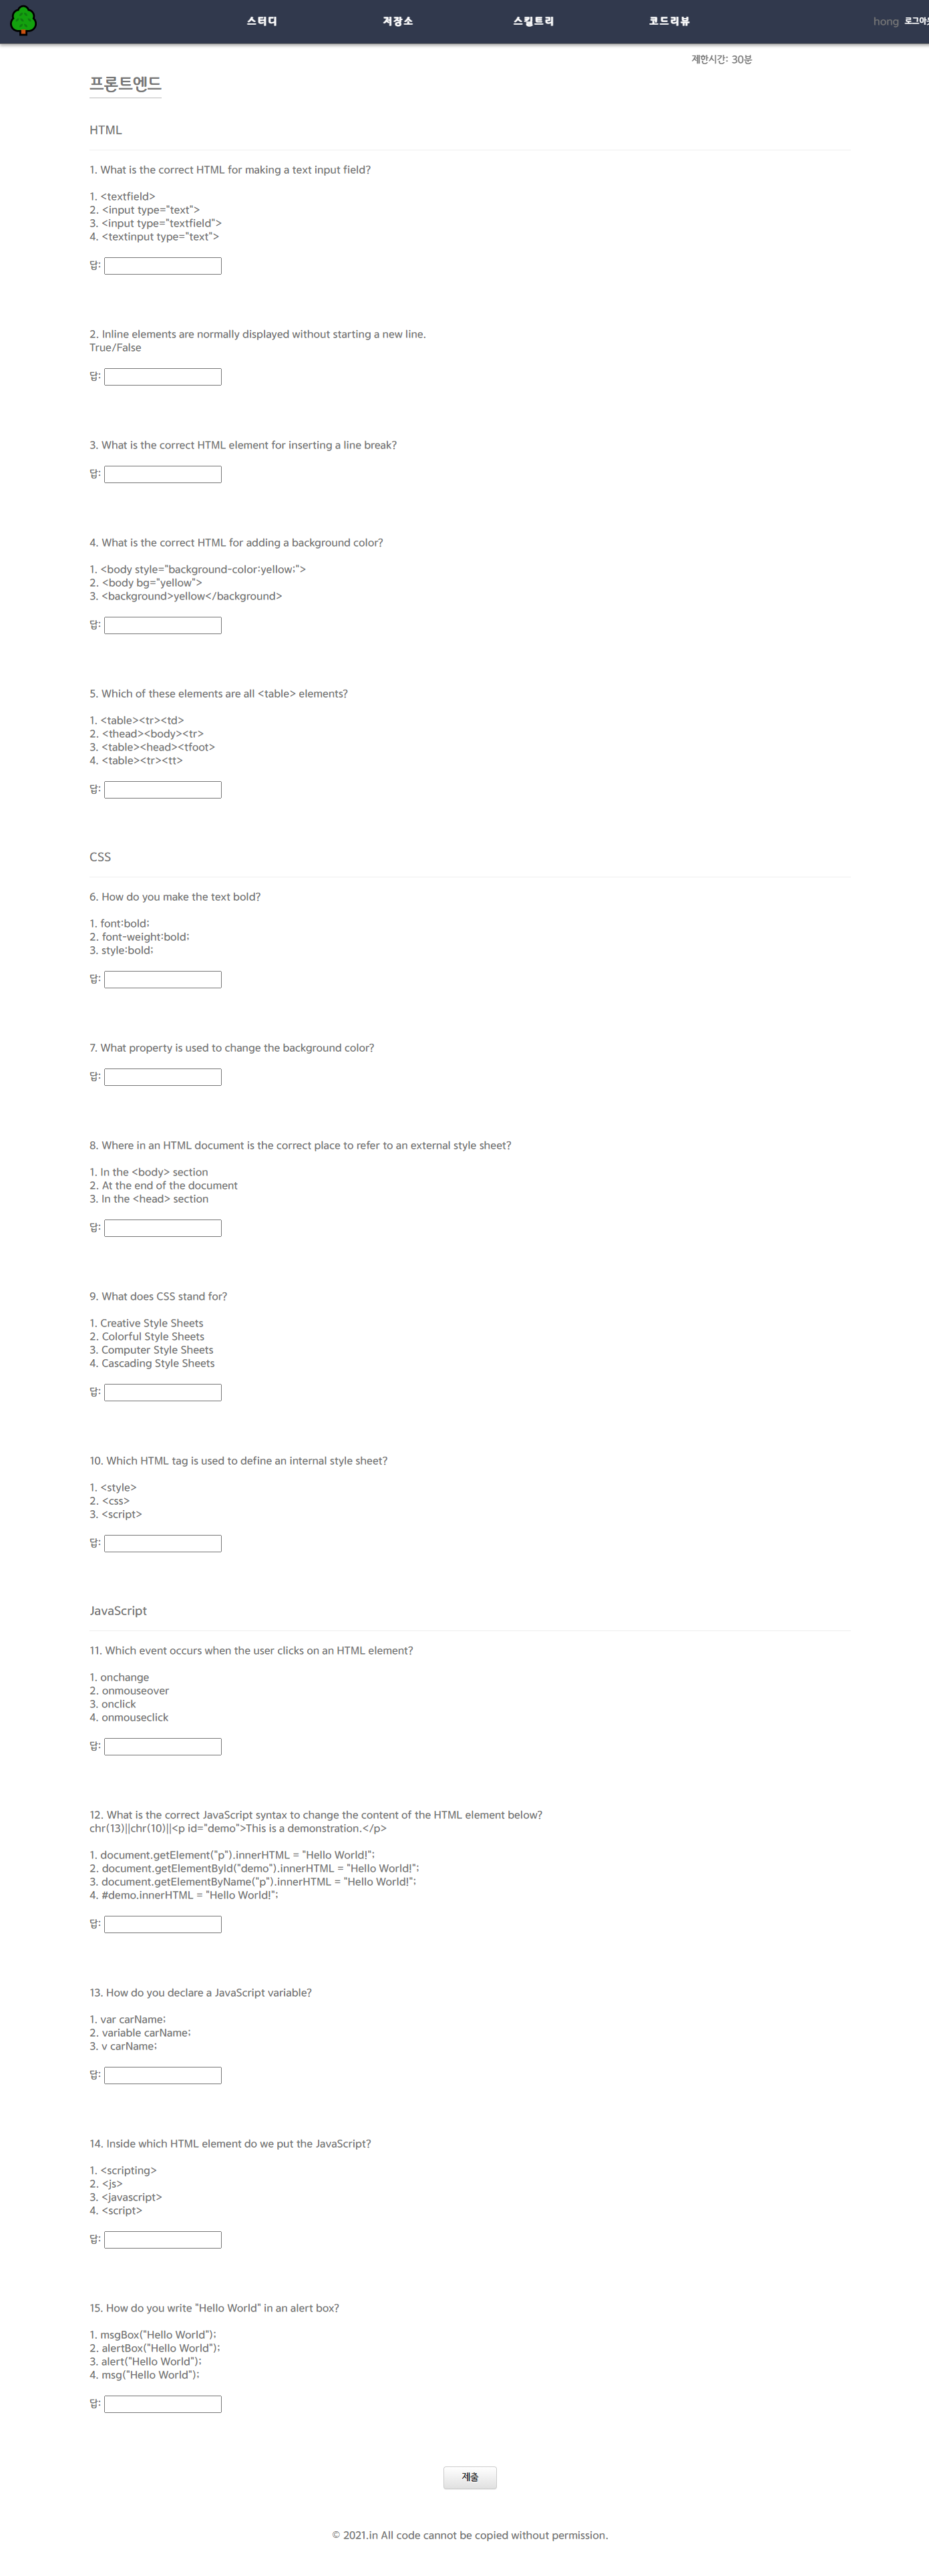 스터디 저장소 스킬트리 코드리뷰 hong
제한시간: 30분
프론트엔드
HTML
1. What is the correct HTML for making a text input field?
1. <textfield>
2. <input type="text">
3. <input type="textfield">
4. <textinput type="text">
답:
2. Inline elements are normally displayed without starting a new line.
True/False
답:
3. What is the correct HTML element for inserting a line break?
답:
4. What is the correct HTML for adding a background color?
1. <body style="background-color:yellow;">
2. <body bg="yellow">
3. <background>yellow</background>
답:
5. Which of these elements are all <table> elements?
1. <table><tr><td>
2. <thead><body><tr>
3. <table><head><tfoot>
4. <table><tr><tt>
답:
CSS
6. How do you make the text bold?
1. font:bold;
2. font-weight:bold;
3. style:bold;
답:
7. What property is used to change the background color?
답:
8. Where in an HTML document is the correct place to refer to an external style sheet?
1. In the <body> section
2. At the end of the document
3. In the <head> section
답:
9. What does CSS stand for?
1. Creative Style Sheets
2. Colorful Style Sheets
3. Computer Style Sheets
4. Cascading Style Sheets
답:
10. Which HTML tag is used to define an internal style sheet?
1. <style>
2. <css>
3. <script>
답:
JavaScript
11. Which event occurs when the user clicks on an HTML element?
1. onchange
2. onmouseover
3. onclick
4. onmouseclick
답:
12. What is the correct JavaScript syntax to change the content of the HTML element below?
chr(13)||chr(10)||<p id="demo">This is a demonstration.</p>
1. document.getElement("p").innerHTML = "Hello World!";
2. document.getElementById("demo").innerHTML = "Hello World!";
3. document.getElementByName("p").innerHTML = "Hello World!";
4. #demo.innerHTML = "Hello World!";
답:
13. How do you declare a JavaScript variable?
1. var carName;
2. variable carName;
3. v carName;
답:
14. Inside which HTML element do we put the JavaScript?
1. <scripting>
2. <js>
3. <javascript>
4. <script>
답:
15. How do you write "Hello World" in an alert box?
1. msgBox("Hello World");
2. alertBox("Hello World");
3. alert("Hello World");
4. msg("Hello World");
답:
제출
© 2021.in All code cannot be copied without permission.